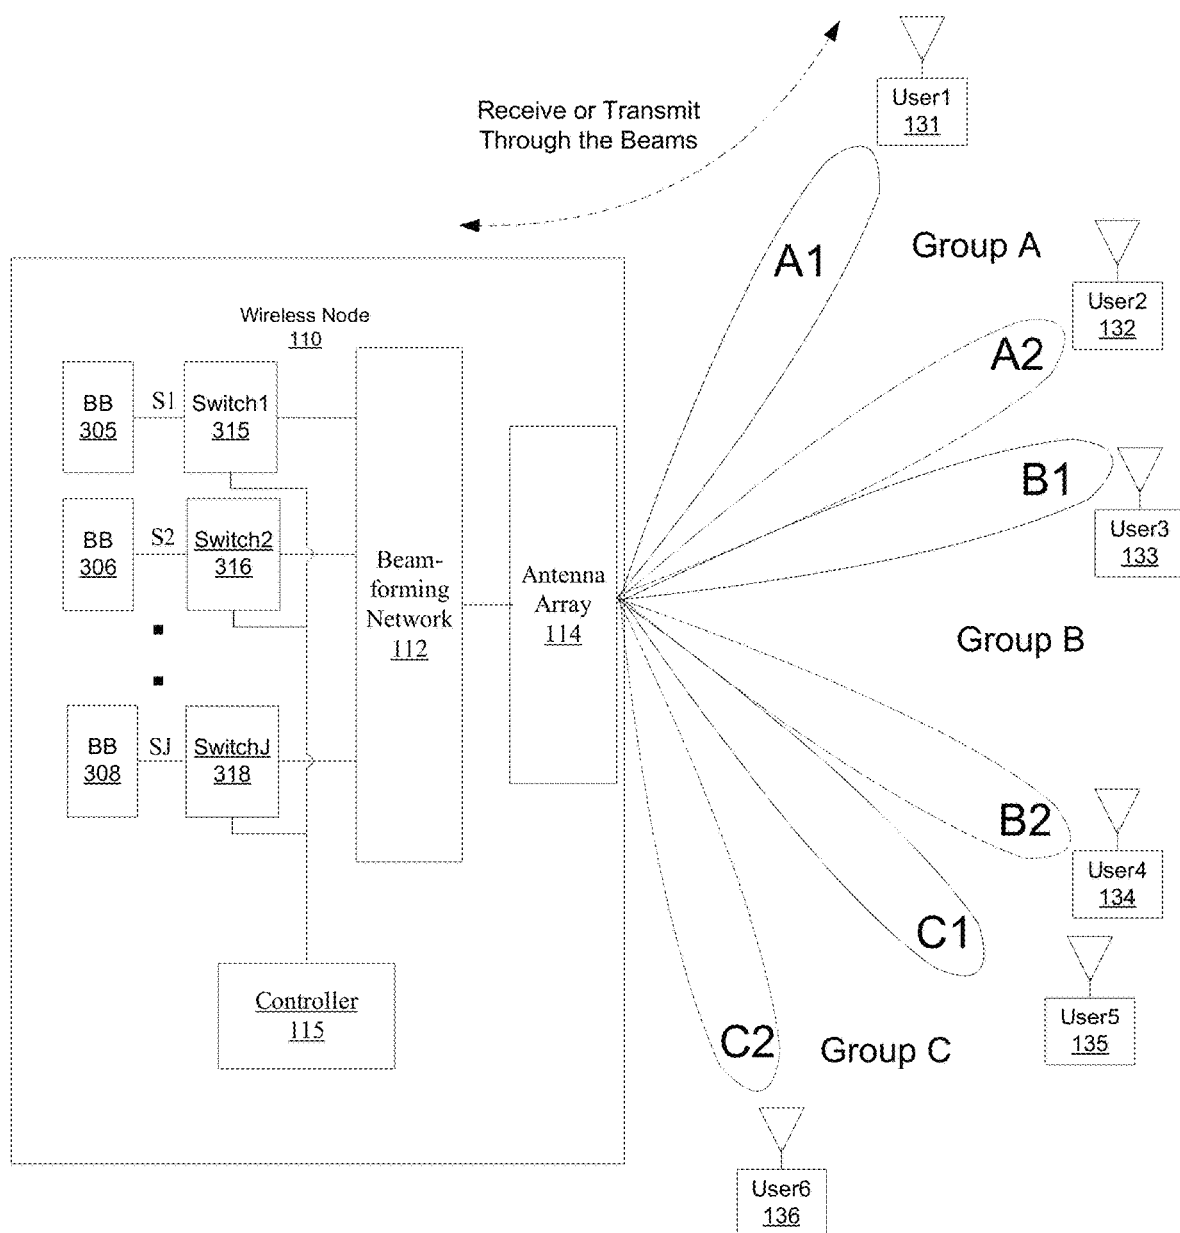 Receive or Transmit
Through the Beams
User1
131
A1
Group A
User2
132
A2
Wireless Node
110
BB
305
S1
Switch1
315
B1
User3
133
BB
306
S2
Switch2
316
Beam-
forming
Network
112
Antenna
Array
114
Group B
BB
308
SJ
SwitchJ
318
B2
User4
134
C1
Controller
115
User5
135
C2
Group C
User6
136